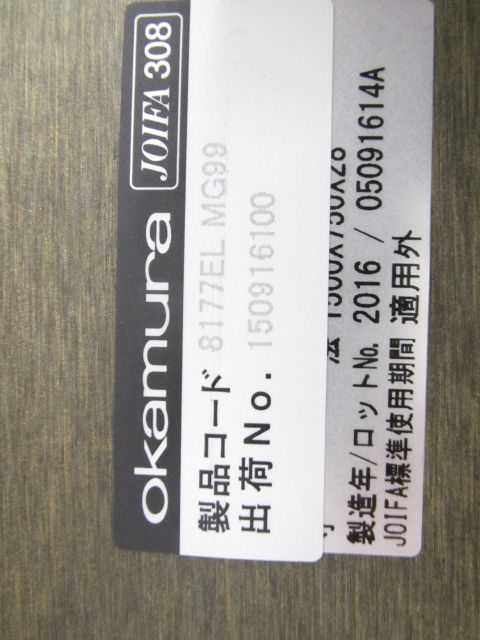 okamura JOIFA 308
製品コード 8177EL MG99
出荷No. 150916100
法 1500X750X28
製造年/ロットNo. 2016 / 05091614A
JOIFA標準使用期間 適用外